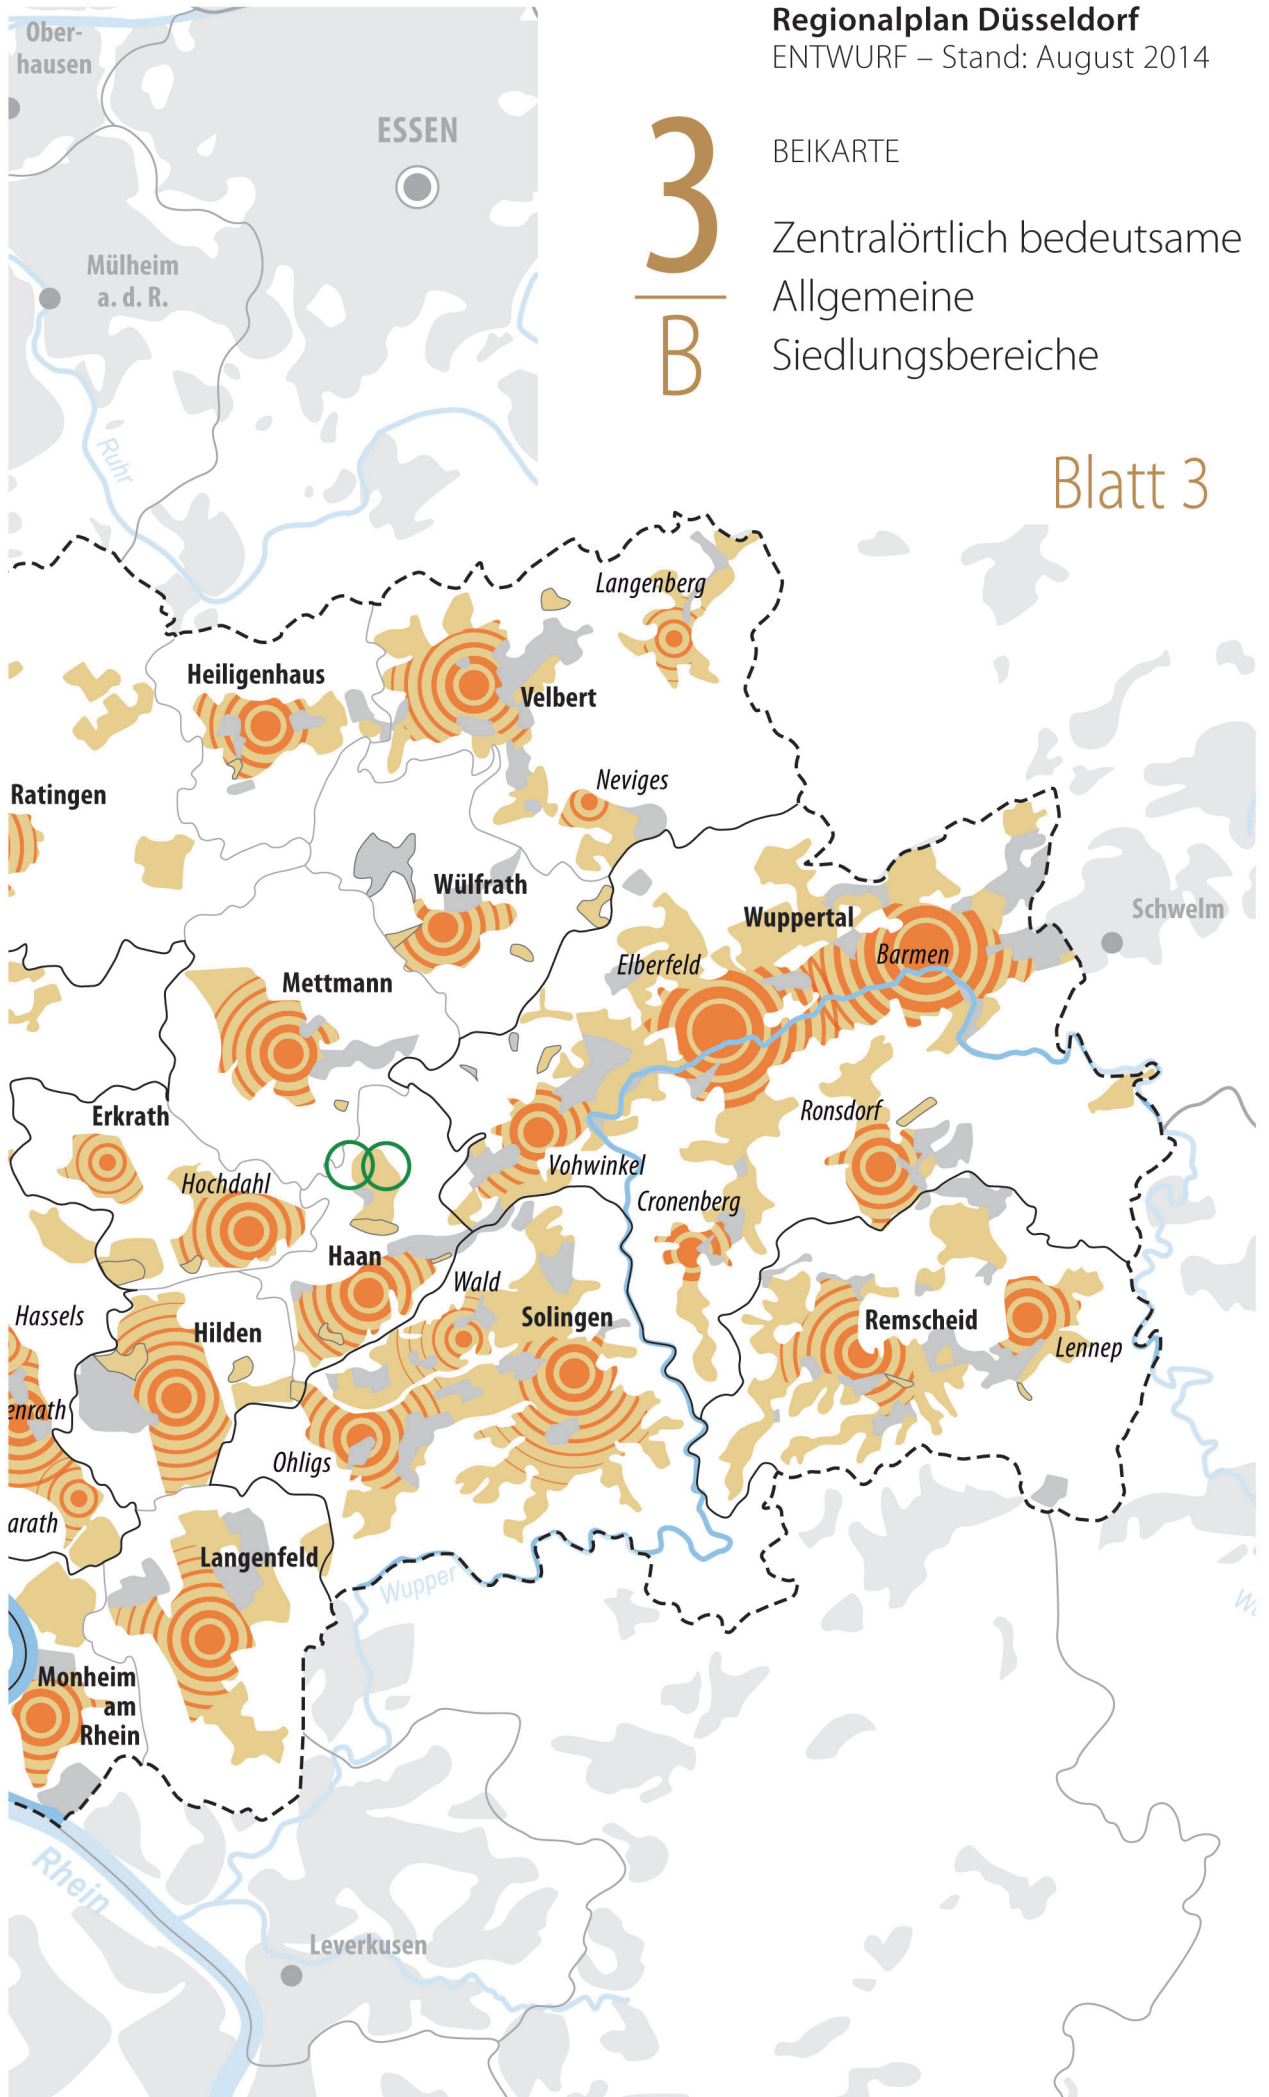 Regionalplan Düsseldorf
ENTWURF – Stand: August 2014
3
B
BEIKARTE
Zentralörtlich bedeutsame
Allgemeine
Siedlungsbereiche
Blatt 3
Ober-
hausen
ESSEN
Mülheim
a. d. R.
Ruhr
Langenberg
Heiligenhaus
Velbert
Neviges
Ratingen
Wülfrath
Wuppertal
Schwelm
Barmen
Elberfeld
Mettmann
Erkrath
Ronsdorf
Vohwinkel
Hochdahl
Cronenberg
Haan
Wald
Hassels
Solingen
Remscheid
Hilden
Lennep
enrath
Ohligs
arath
Langenfeld
Wupper
Monheim
am
Rhein
Rhein
Leverkusen